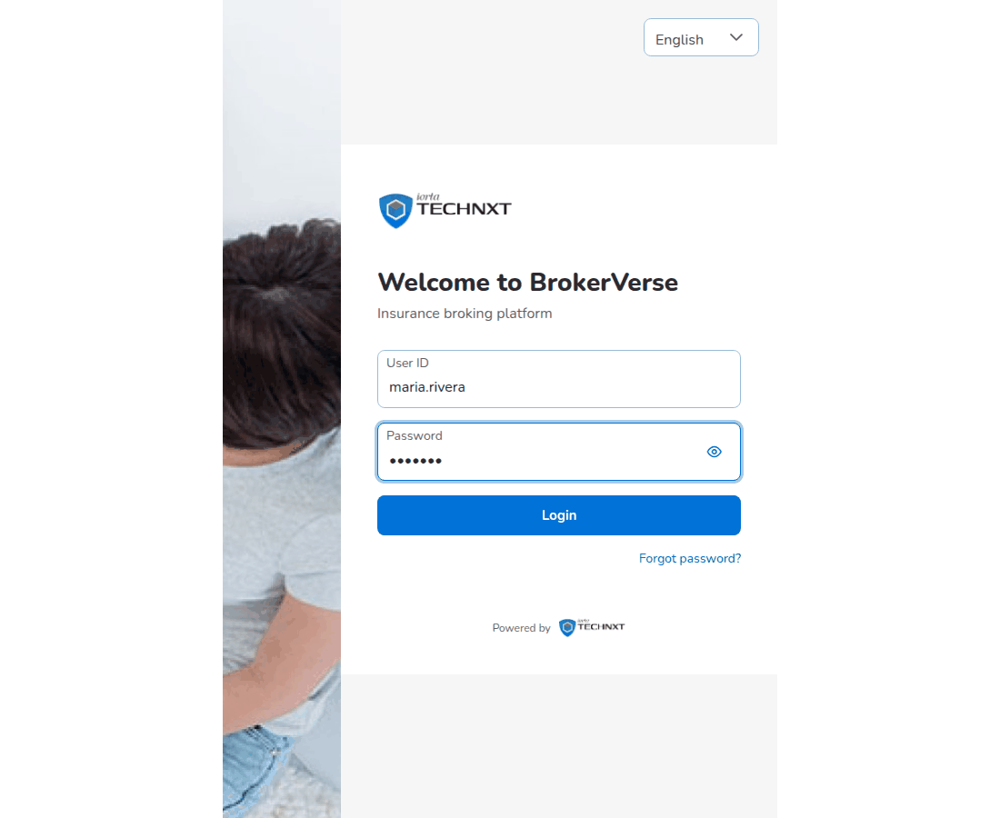 English
iorta
TECHNXT
Welcome to BrokerVerse
Insurance broking platform
User ID
maria.rivera
Password
•••••••
Login
Forgot password?
Powered by iorta TECHNXT